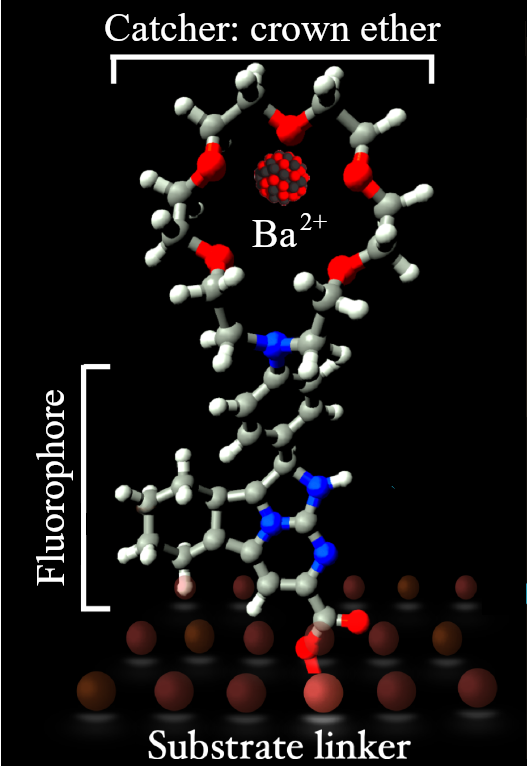 Catcher: crown ether
Ba²⁺
Fluorophore
Substrate linker